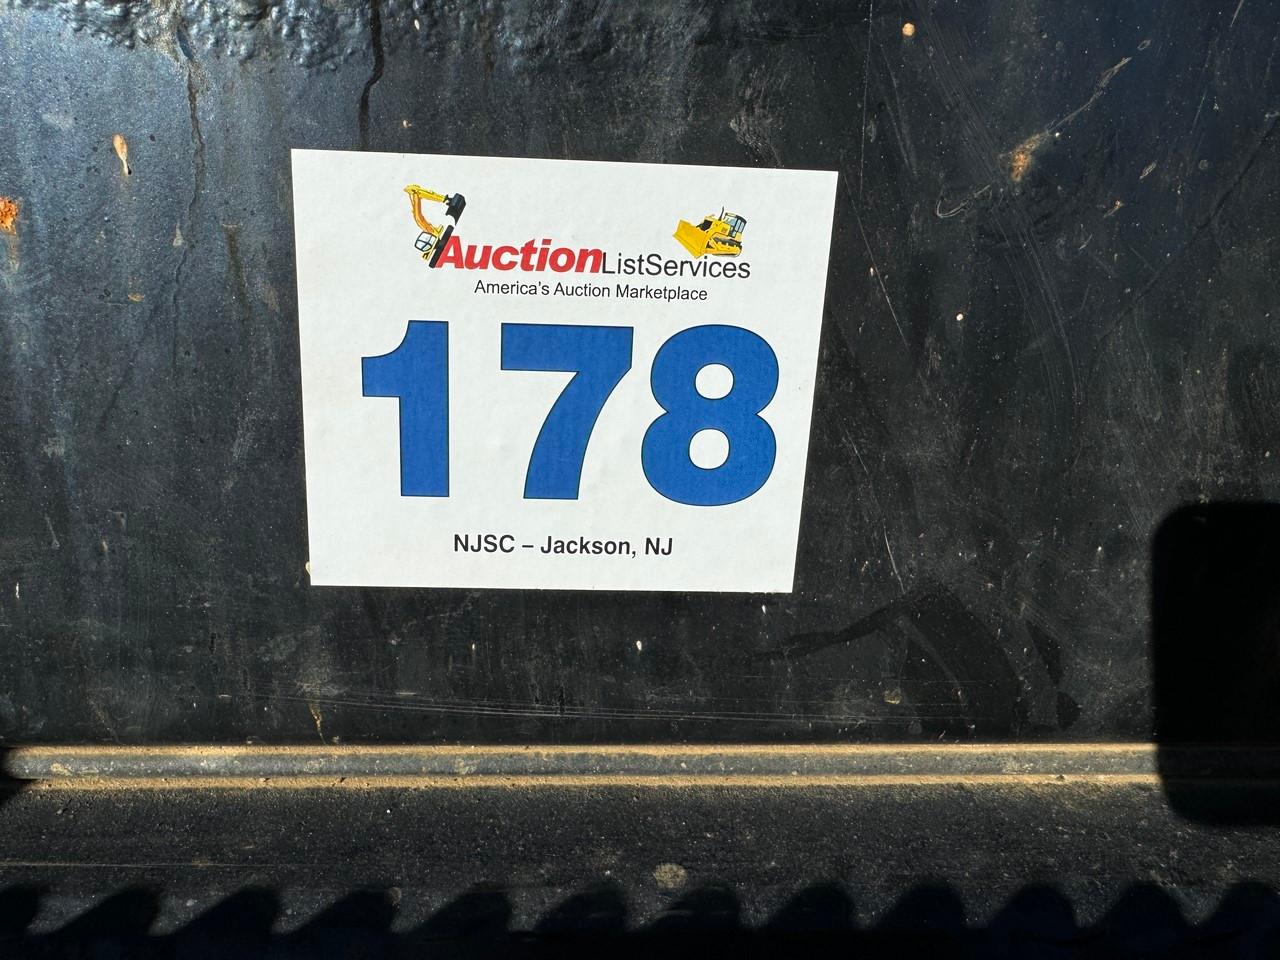 AuctionListServices
America's Auction Marketplace
178
NJSC – Jackson, NJ